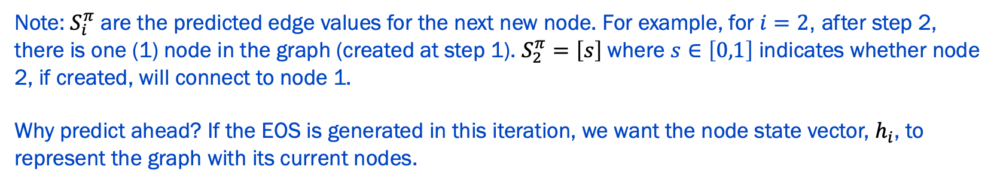 Note: $S_i^\pi$ are the predicted edge values for the next new node. For example, for $i = 2$, after step 2,
there is one (1) node in the graph (created at step 1). $S_2^\pi = [s]$ where $s \in [0,1]$ indicates whether node
2, if created, will connect to node 1.
Why predict ahead? If the EOS is generated in this iteration, we want the node state vector, $h_i$, to
represent the graph with its current nodes.